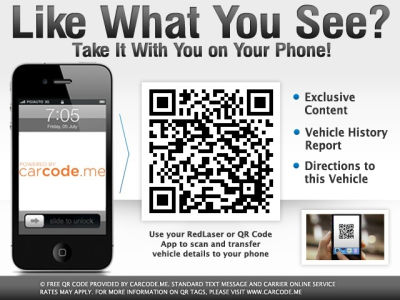 Like What You See?
Take It With You on Your Phone!
PGIAUTO 3G
7:05
Friday, 05 July
POWERED BY
carcode.me
slide to unlock
Exclusive
Content
Vehicle History
Report
Directions to
this Vehicle
Use your RedLaser or QR Code
App to scan and transfer
vehicle details to your phone
© FREE QR CODE PROVIDED BY CARCODE.ME. STANDARD TEXT MESSAGE AND CARRIER ONLINE SERVICE
RATES MAY APPLY. FOR MORE INFORMATION ON QR TAGS, PLEASE VISIT WWW.CARCODE.ME